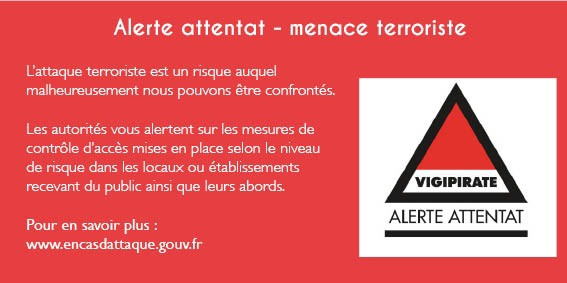 Alerte attentat - menace terroriste
L'attaque terroriste est un risque auquel
malheureusement nous pouvons être confrontés.
Les autorités vous alertent sur les mesures de
contrôle d'accès mises en place selon le niveau
de risque dans les locaux ou établissements
recevant du public ainsi que leurs abords.
Pour en savoir plus :
www.encasdattaque.gouv.fr
VIGIPIRATE
ALERTE ATTENTAT